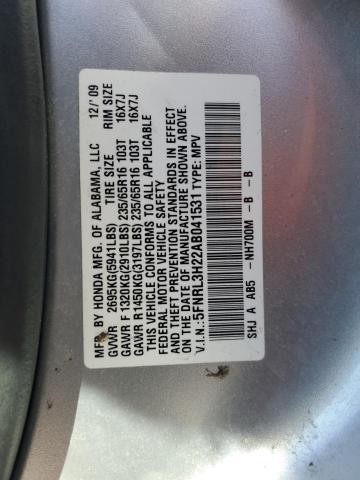 MFG. BY HONDA MFG. OF ALABAMA, LLC 12/'09
GVWR 2695KG(5941LBS) TIRE SIZE RIM SIZE
GAWR F 1320KG(2910LBS) 235/65R16 103T 16X7J
GAWR R 1450KG(3197LBS) 235/65R16 103T 16X7J
THIS VEHICLE CONFORMS TO ALL APPLICABLE
FEDERAL MOTOR VEHICLE SAFETY
AND THEFT PREVENTION STANDARDS IN EFFECT
ON THE DATE OF MANUFACTURE SHOWN ABOVE.
V.I.N.: 5FNRL3H22AB041531 TYPE: MPV
SHJ A AB5 -NH700M - B - B